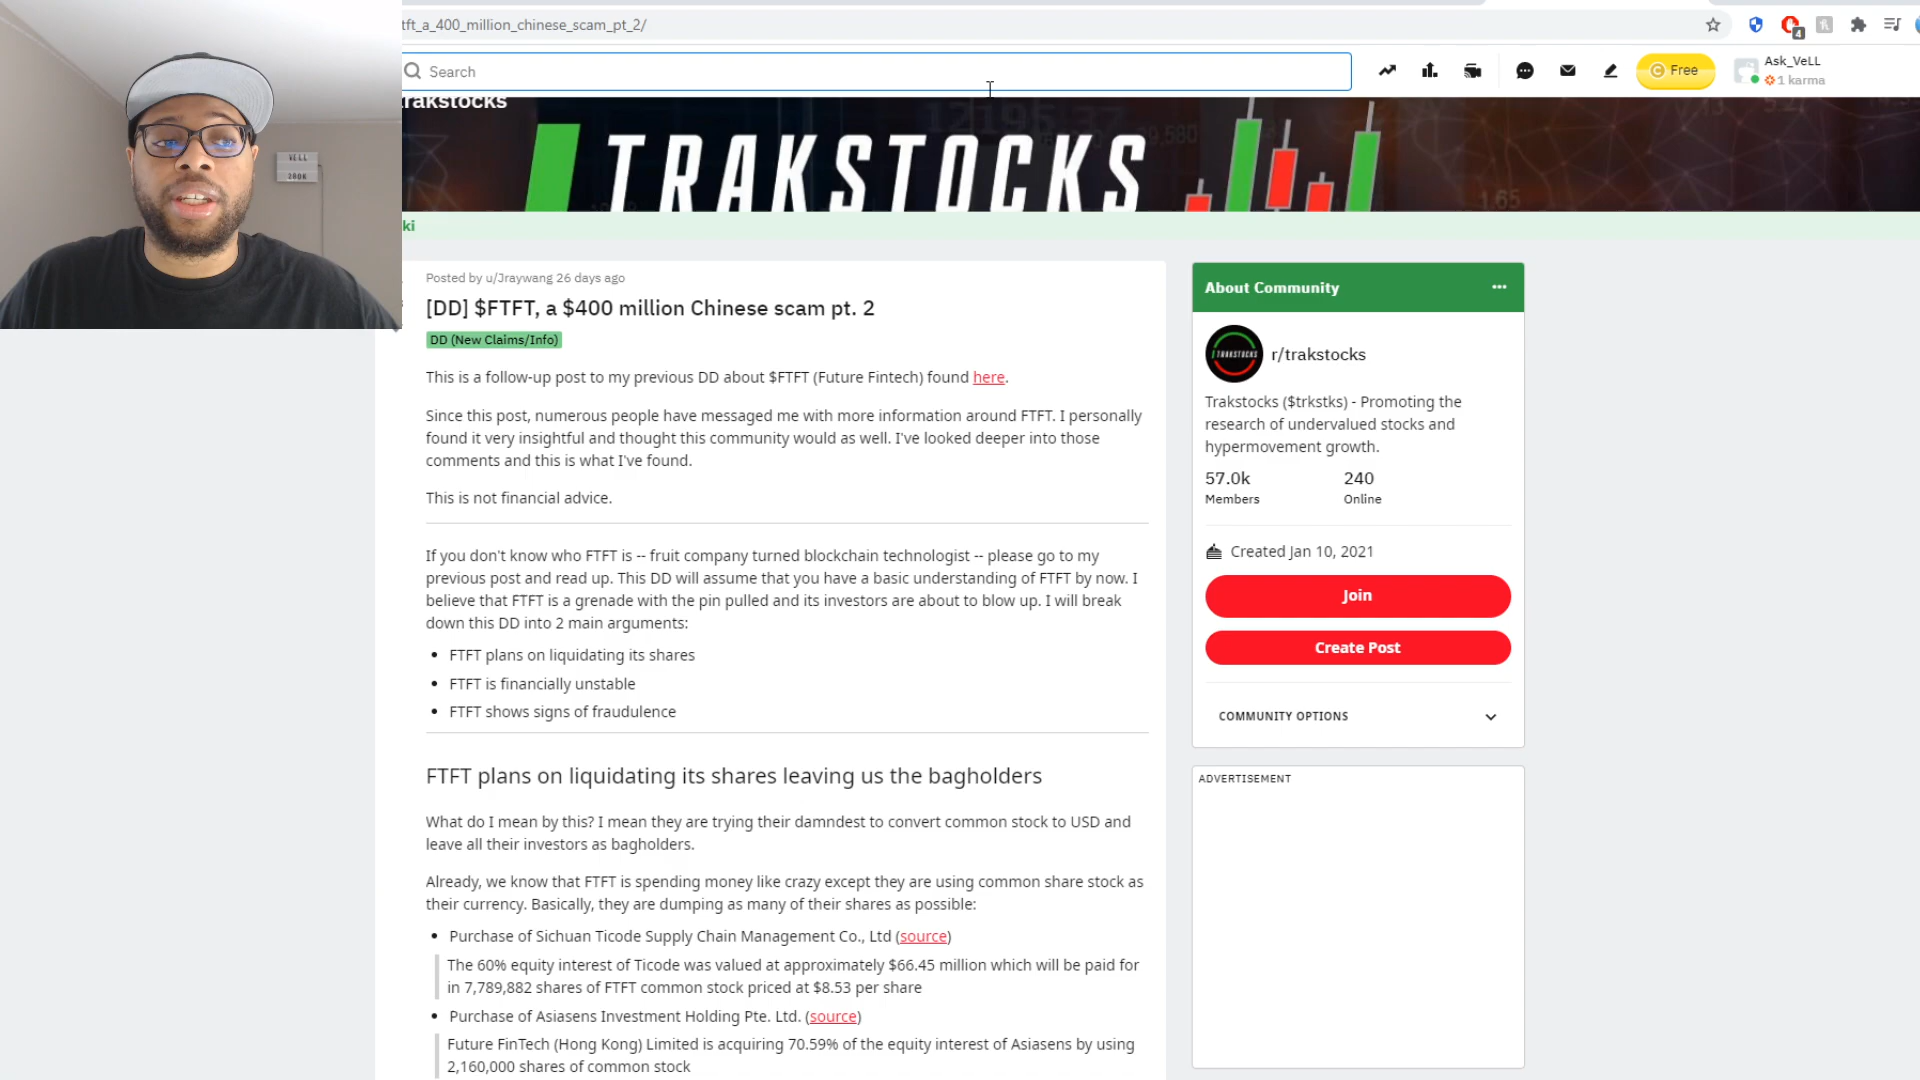 tft_a_400_million_chinese_scam_pt_2/
4
Search
Free
Ask_VeLL
1 karma
trakstocks
TRAKSTOCKS
VELL
200K
1.65
ki
Posted by u/Jraywang 26 days ago
[DD] $FTFT, a $400 million Chinese scam pt. 2
DD (New Claims/Info)
This is a follow-up post to my previous DD about $FTFT (Future Fintech) found here.
Since this post, numerous people have messaged me with more information around FTFT. I personally
found it very insightful and thought this community would as well. I've looked deeper into those
comments and this is what I've found.
This is not financial advice.
If you don't know who FTFT is -- fruit company turned blockchain technologist -- please go to my
previous post and read up. This DD will assume that you have a basic understanding of FTFT by now. I
believe that FTFT is a grenade with the pin pulled and its investors are about to blow up. I will break
down this DD into 2 main arguments:
• FTFT plans on liquidating its shares
• FTFT is financially unstable
• FTFT shows signs of fraudulence
FTFT plans on liquidating its shares leaving us the bagholders
What do I mean by this? I mean they are trying their damndest to convert common stock to USD and
leave all their investors as bagholders.
Already, we know that FTFT is spending money like crazy except they are using common share stock as
their currency. Basically, they are dumping as many of their shares as possible:
• Purchase of Sichuan Ticode Supply Chain Management Co., Ltd (source)
The 60% equity interest of Ticode was valued at approximately $66.45 million which will be paid for
in 7,789,882 shares of FTFT common stock priced at $8.53 per share
• Purchase of Asiasens Investment Holding Pte. Ltd. (source)
Future FinTech (Hong Kong) Limited is acquiring 70.59% of the equity interest of Asiasens by using
2,160,000 shares of common stock
About Community
TRAKSTOCKS
r/trakstocks
Trakstocks ($trkstks) - Promoting the
research of undervalued stocks and
hypermovement growth.
57.0k
240
Members
Online
Created Jan 10, 2021
Join
Create Post
COMMUNITY OPTIONS
ADVERTISEMENT